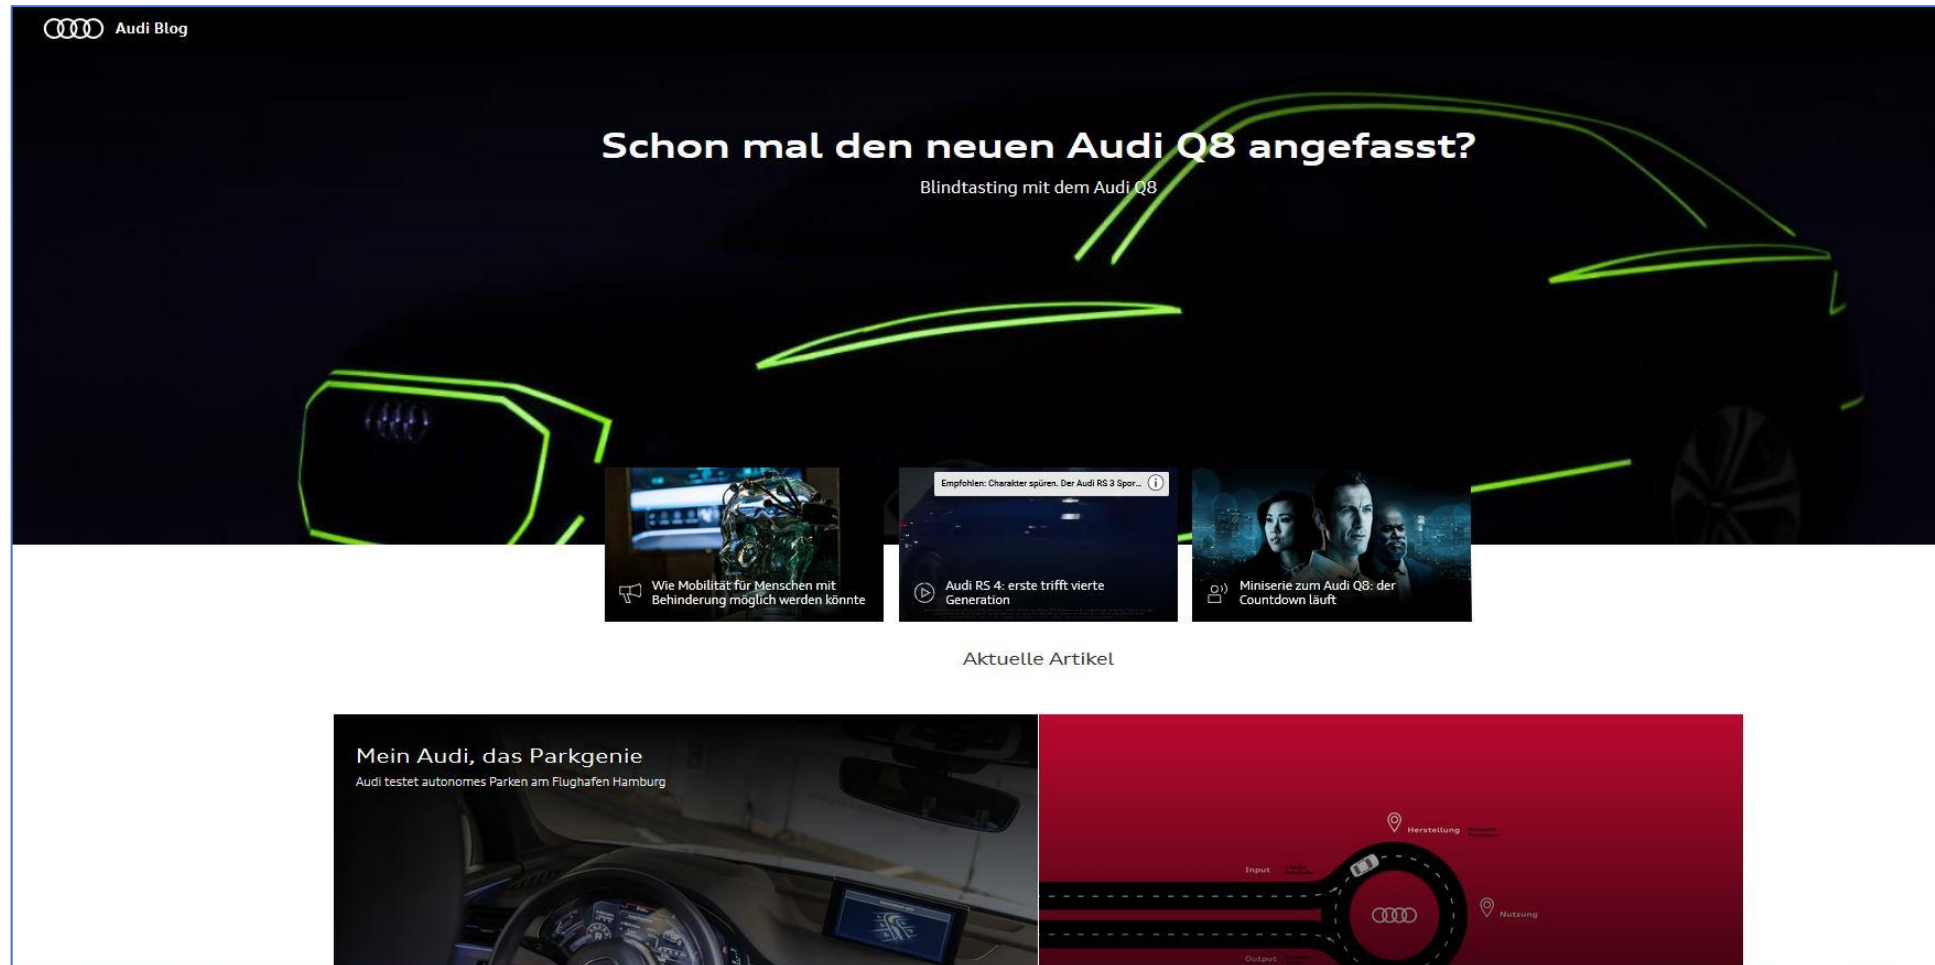 Audi Blog
Schon mal den neuen Audi Q8 angefasst?
Blindtasting mit dem Audi Q8
Wie Mobilität für Menschen mit
Behinderung möglich werden könnte
Empfohlen: Charakter spüren. Der Audi RS 3 Spor...
Audi RS 4: erste trifft vierte
Generation
Miniserie zum Audi Q8: der
Countdown läuft
Aktuelle Artikel
Mein Audi, das Parkgenie
Audi testet autonomes Parken am Flughafen Hamburg
Herstellung
Input
Nutzung
Output